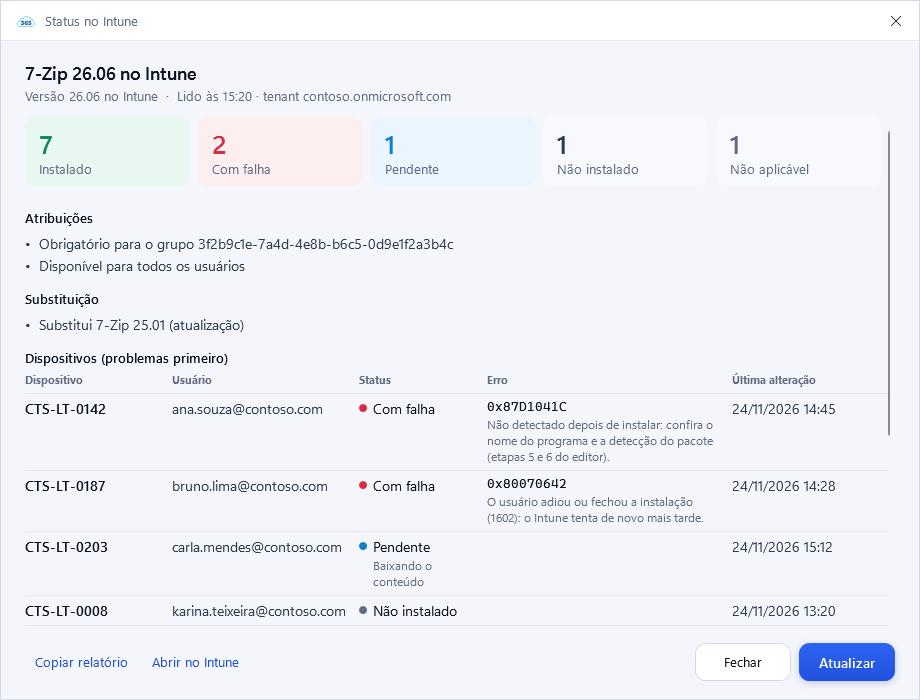 365 Status no Intune
7-Zip 26.06 no Intune
Versão 26.06 no Intune · Lido às 15:20 · tenant contoso.onmicrosoft.com
7
Instalado
2
Com falha
1
Pendente
1
Não instalado
1
Não aplicável
Atribuições
• Obrigatório para o grupo 3f2b9c1e-7a4d-4e8b-b6c5-0d9e1f2a3b4c
• Disponível para todos os usuários
Substituição
• Substitui 7-Zip 25.01 (atualização)
Dispositivos (problemas primeiro)
Dispositivo Usuário Status Erro Última alteração
CTS-LT-0142 ana.souza@contoso.com Com falha 0x87D1041C 24/11/2026 14:45
Não detectado depois de instalar: confira o
nome do programa e a detecção do pacote
(etapas 5 e 6 do editor).
CTS-LT-0187 bruno.lima@contoso.com Com falha 0x80070642 24/11/2026 14:28
O usuário adiou ou fechou a instalação
(1602): o Intune tenta de novo mais tarde.
CTS-LT-0203 carla.mendes@contoso.com Pendente 24/11/2026 15:12
Baixando o
conteúdo
CTS-LT-0008 karina.teixeira@contoso.com Não instalado 24/11/2026 13:20
Copiar relatório Abrir no Intune Fechar Atualizar